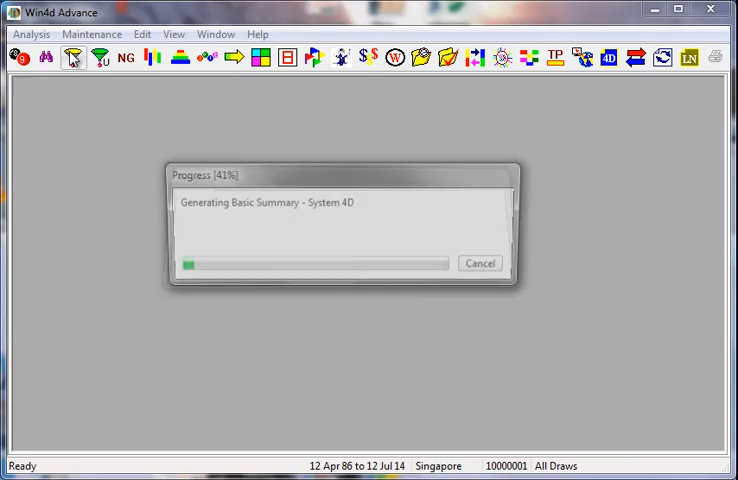 Win4d Advance
Analysis Maintenance Edit View Window Help
9 U NG $$ W TP 4D LN
Progress [41%]
Generating Basic Summary - System 4D
Cancel
Ready 12 Apr 86 to 12 Jul 14 Singapore 10000001 All Draws